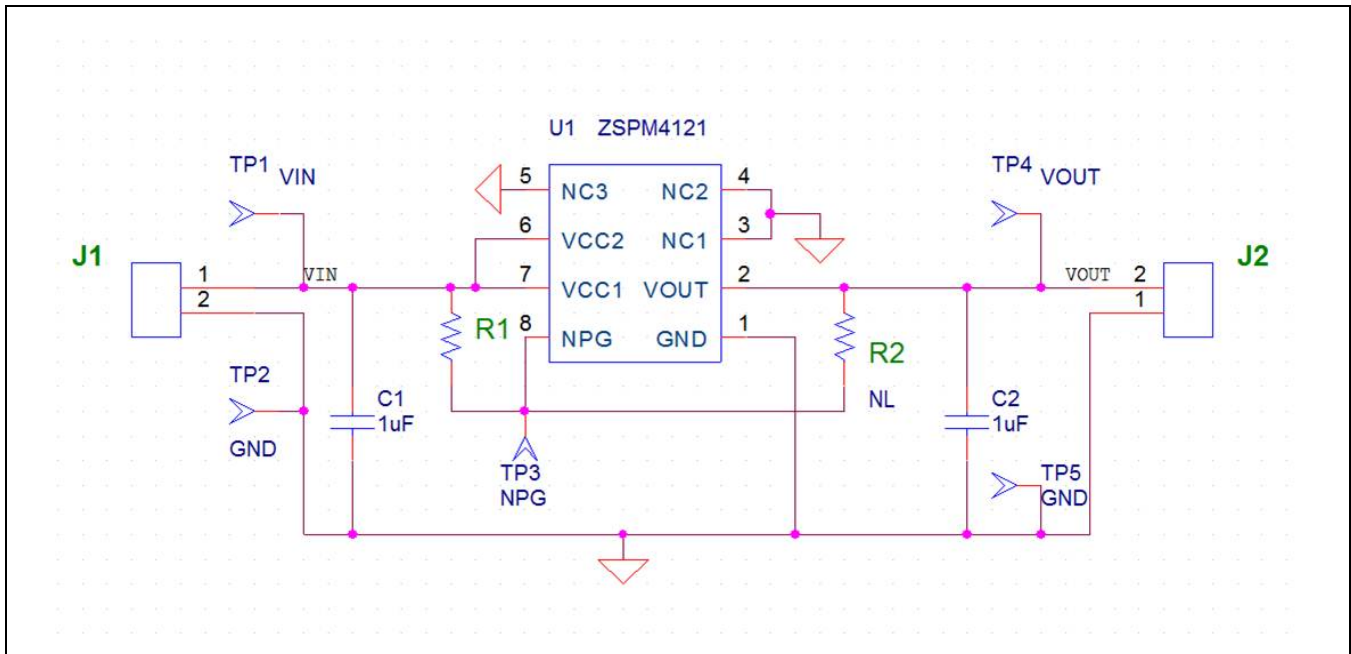 U1 ZSPM4121
TP1
VIN
TP4
VOUT
5 NC3 NC2 4
6 VCC2 NC1 3
J1
1 VIN
2
7 VCC1 VOUT 2
VOUT 2
1
J2
R1
8 NPG GND 1
R2
NL
TP2
GND
C1
1uF
C2
1uF
TP3
NPG
TP5
GND